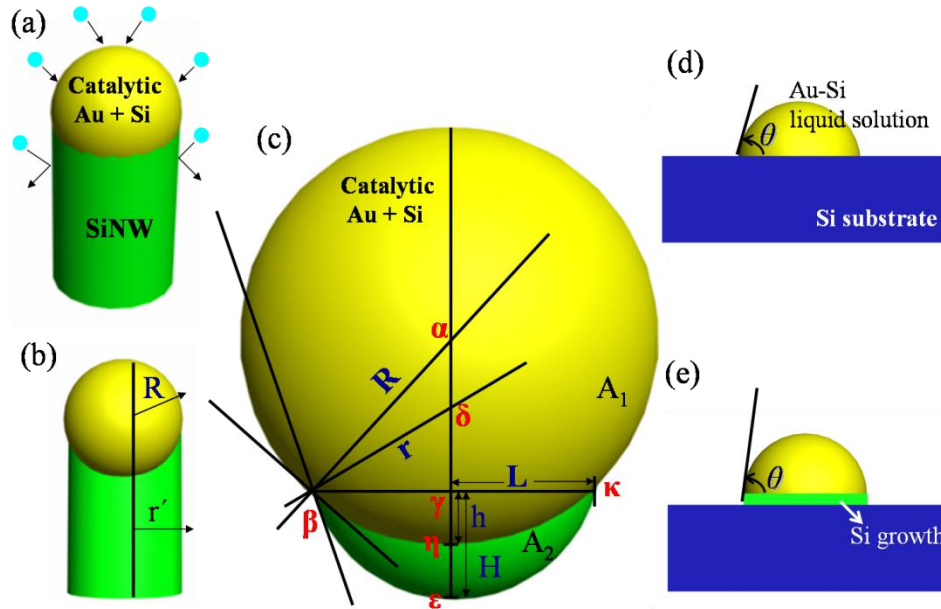 (a)
Catalytic
Au + Si
SiNW
(b)
R
r′
(c)
Catalytic
Au + Si
α
R
A₁
δ
r
L
κ
γ
β
h
η
A₂
H
ε
(d)
Au-Si
liquid solution
θ
Si substrate
(e)
θ
Si growth